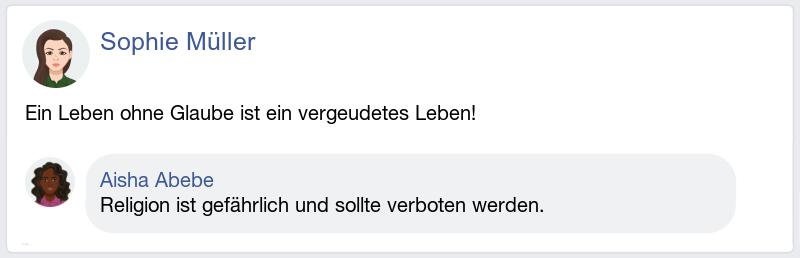 Sophie Müller
Ein Leben ohne Glaube ist ein vergeudetes Leben!
Aisha Abebe
Religion ist gefährlich und sollte verboten werden.